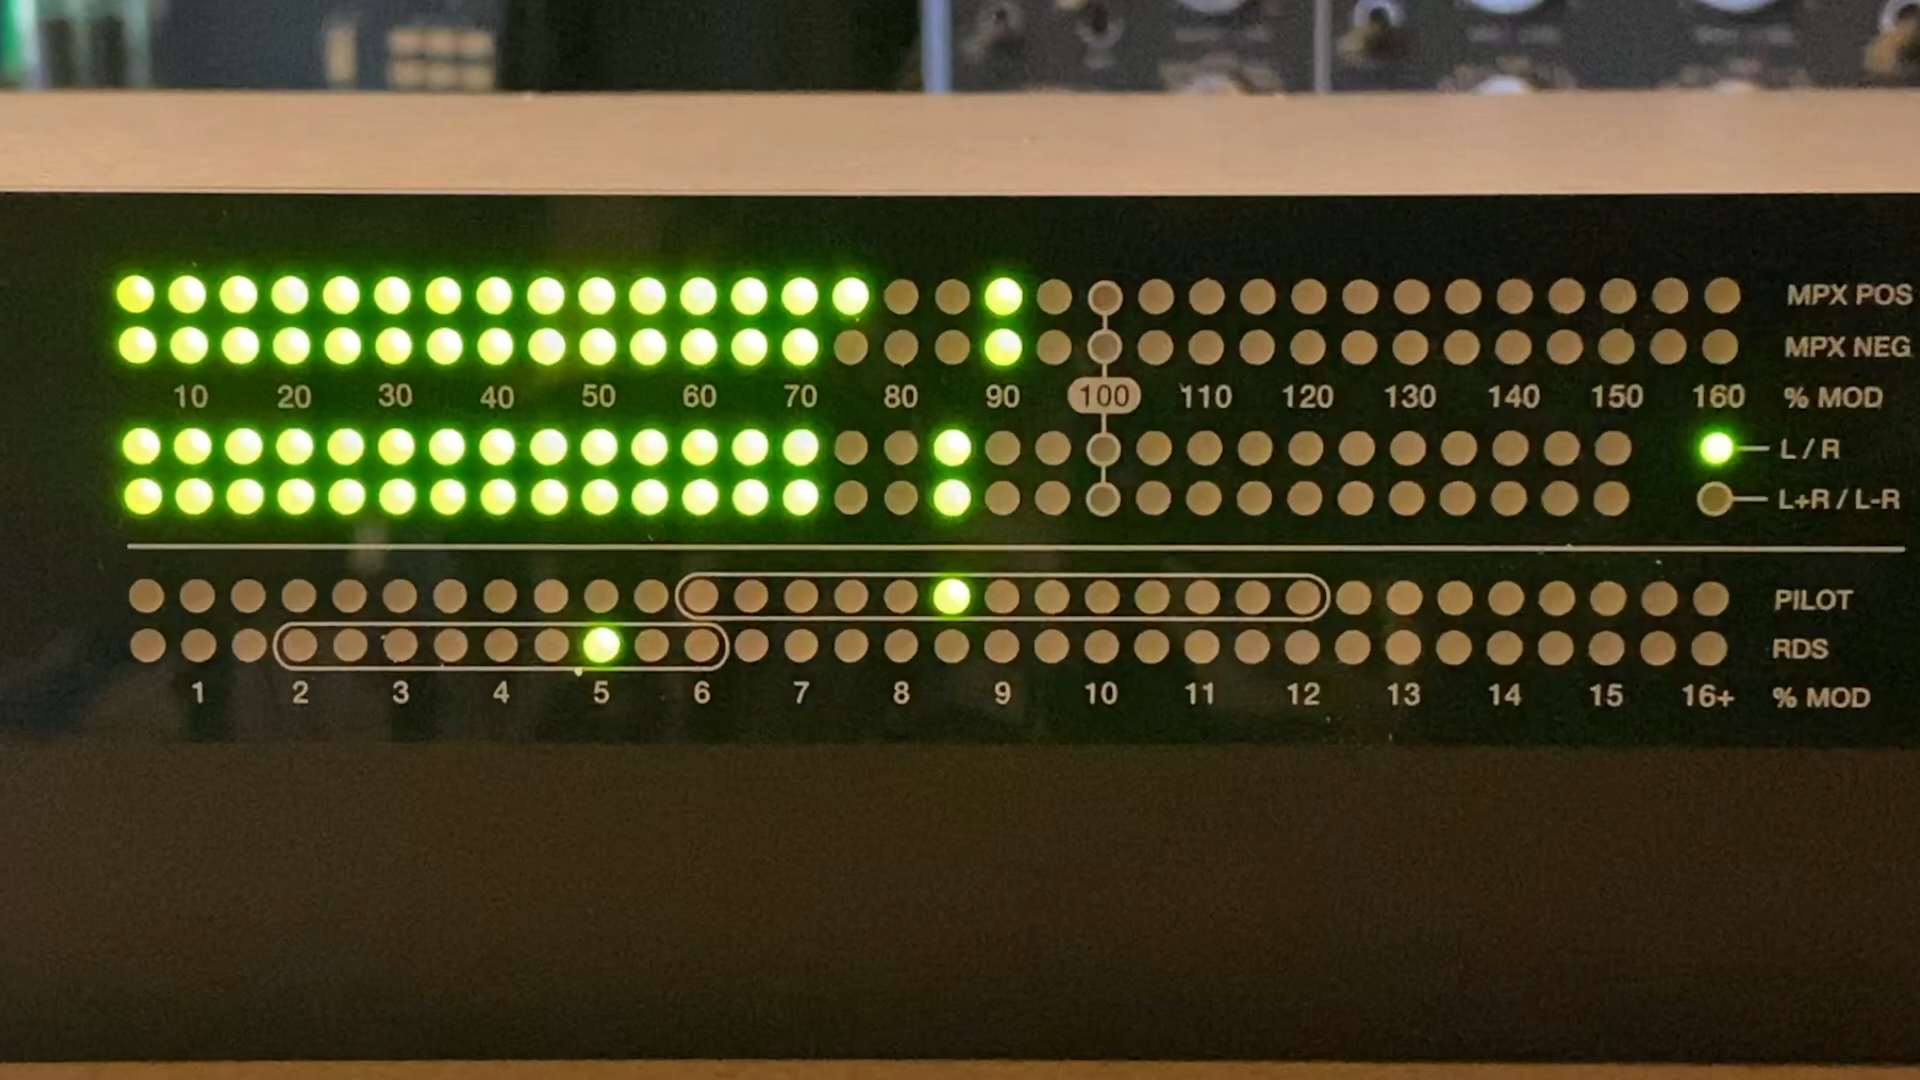 MPX POS
MPX NEG
10 20 30 40 50 60 70 80 90 100 110 120 130 140 150 160 % MOD
L / R
L+R / L-R
PILOT
RDS
1 2 3 4 5 6 7 8 9 10 11 12 13 14 15 16+ % MOD